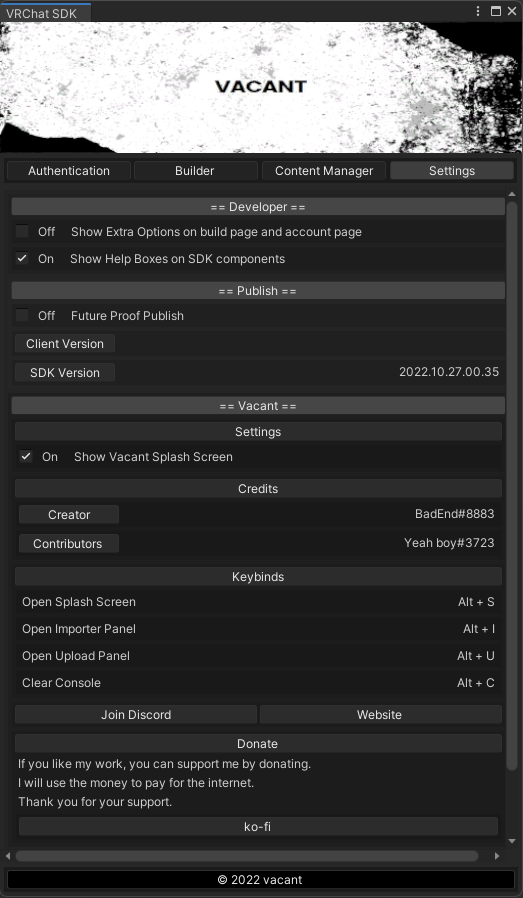 VRChat SDK
VACANT
Authentication Builder Content Manager Settings
== Developer ==
Off Show Extra Options on build page and account page
On Show Help Boxes on SDK components
== Publish ==
Off Future Proof Publish
Client Version
SDK Version 2022.10.27.00.35
== Vacant ==
Settings
On Show Vacant Splash Screen
Credits
Creator BadEnd#8883
Contributors Yeah boy#3723
Keybinds
Open Splash Screen Alt + S
Open Importer Panel Alt + I
Open Upload Panel Alt + U
Clear Console Alt + C
Join Discord Website
Donate
If you like my work, you can support me by donating.
I will use the money to pay for the internet.
Thank you for your support.
ko-fi
© 2022 vacant